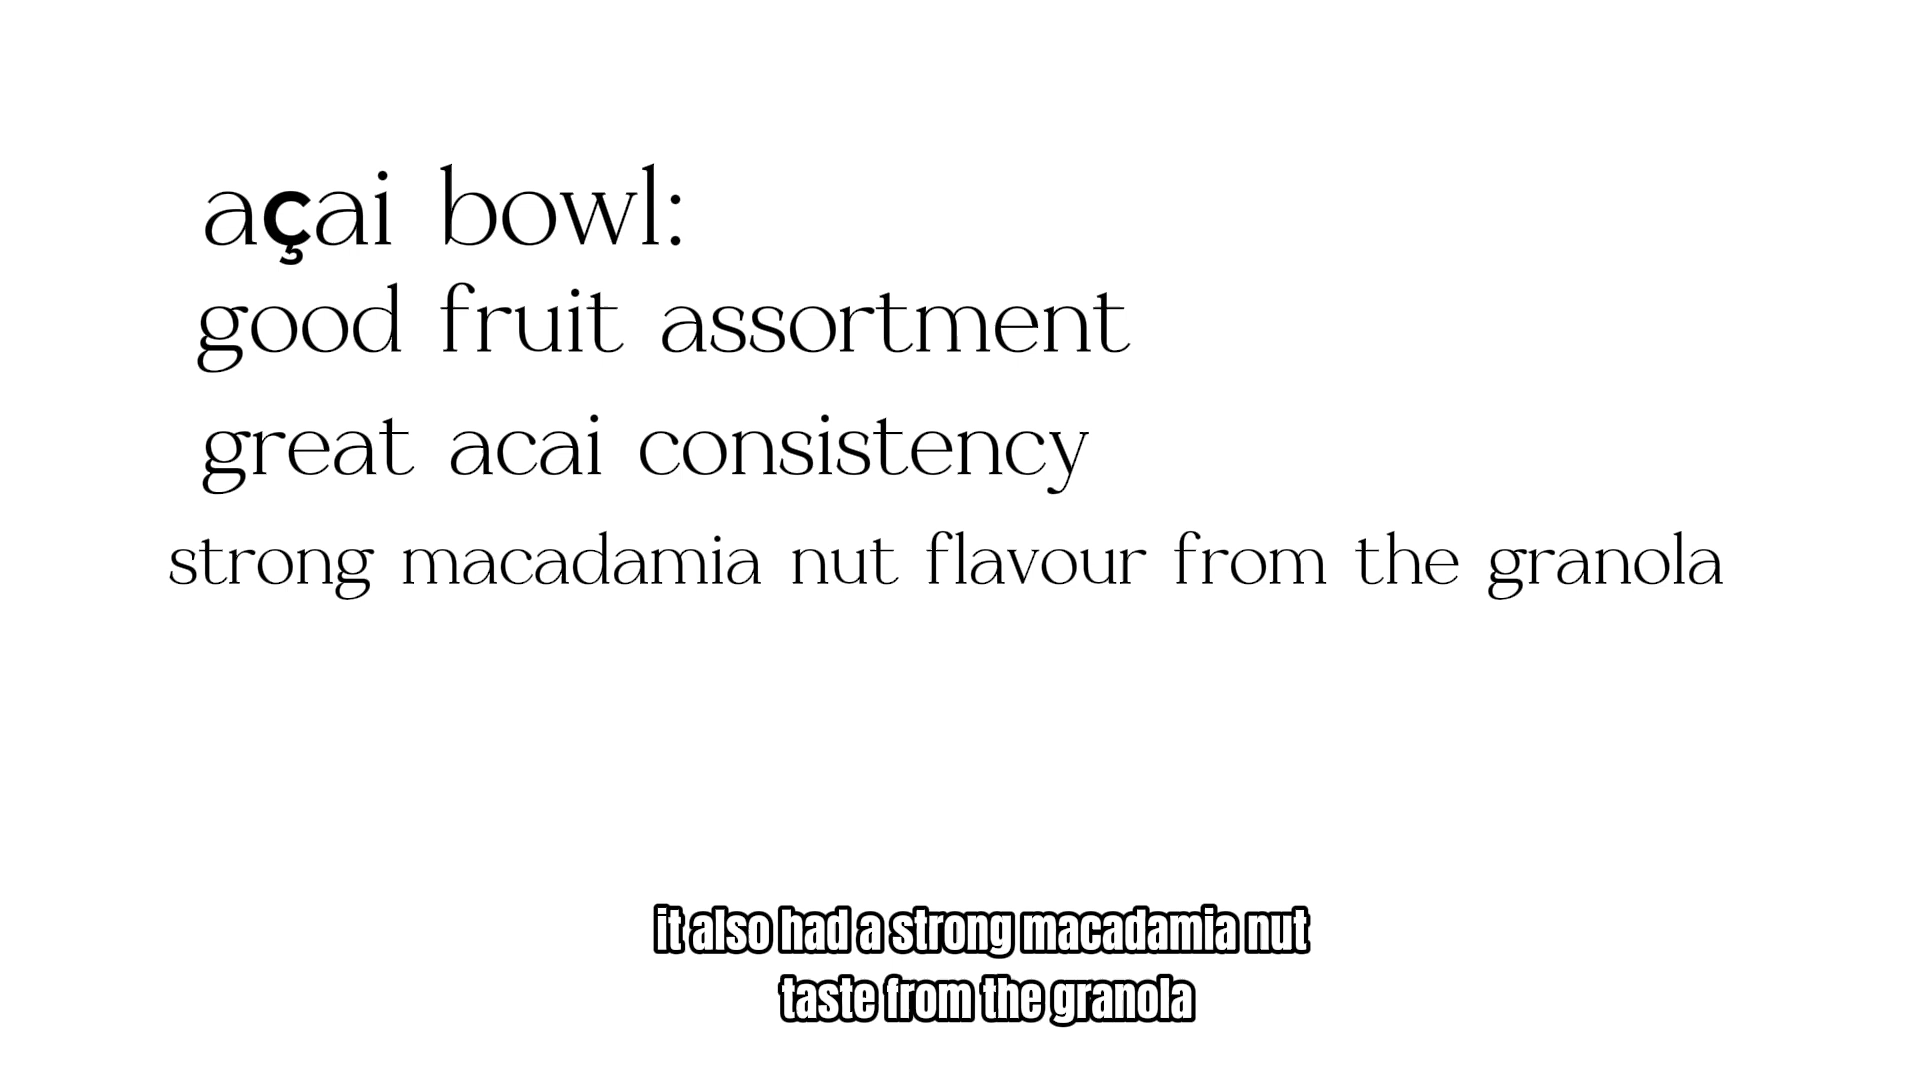 açai bowl:
good fruit assortment
great acai consistency
strong macadamia nut flavour from the granola
it also had a strong macadamia nut
taste from the granola